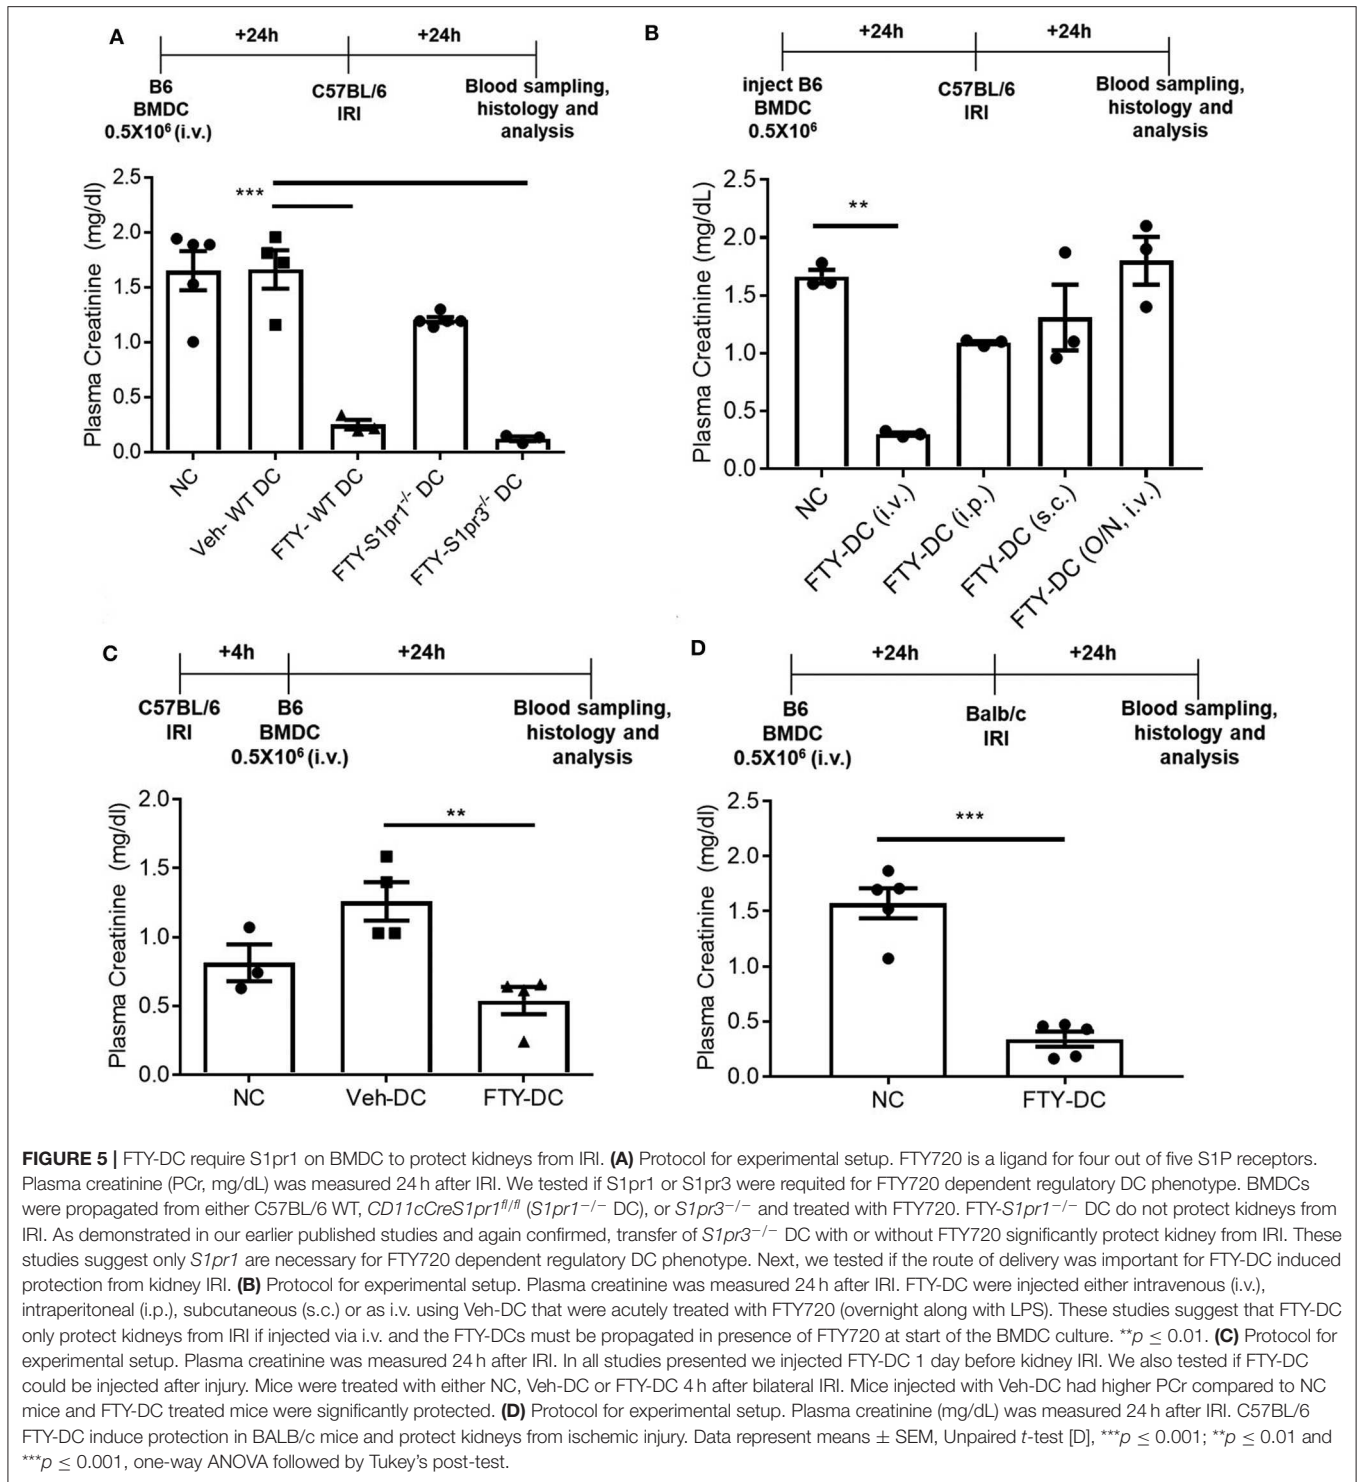 A
+24h
+24h
B6
BMDC
0.5X10⁶ (i.v.)
C57BL/6
IRI
Blood sampling,
histology and
analysis
Plasma Creatinine (mg/dl)
2.5
2.0
1.5
1.0
0.5
0.0
***
NC
Veh- WT DC
FTY- WT DC
FTY-S1pr1⁻/⁻ DC
FTY-S1pr3⁻/⁻ DC
B
+24h
+24h
inject B6
BMDC
0.5X10⁶
C57BL/6
IRI
Blood sampling,
histology and
analysis
Plasma Creatinine (mg/dL)
2.5
2.0
1.5
1.0
0.5
0.0
**
NC
FTY-DC (i.v.)
FTY-DC (i.p.)
FTY-DC (s.c.)
FTY-DC (O/N, i.v.)
C
+4h
+24h
C57BL/6
IRI
B6
BMDC
0.5X10⁶ (i.v.)
Blood sampling,
histology and
analysis
Plasma Creatinine (mg/dl)
2.0
1.5
1.0
0.5
0.0
**
NC
Veh-DC
FTY-DC
D
+24h
+24h
B6
BMDC
0.5X10⁶ (i.v.)
Balb/c
IRI
Blood sampling,
histology and
analysis
Plasma Creatinine (mg/dl)
2.5
2.0
1.5
1.0
0.5
0.0
***
NC
FTY-DC
FIGURE 5 | FTY-DC require S1pr1 on BMDC to protect kidneys from IRI. (A) Protocol for experimental setup. FTY720 is a ligand for four out of five S1P receptors.
Plasma creatinine (PCr, mg/dL) was measured 24 h after IRI. We tested if S1pr1 or S1pr3 were requited for FTY720 dependent regulatory DC phenotype. BMDCs
were propagated from either C57BL/6 WT, CD11cCreS1pr1ᶠˡ/ᶠˡ (S1pr1⁻/⁻ DC), or S1pr3⁻/⁻ and treated with FTY720. FTY-S1pr1⁻/⁻ DC do not protect kidneys from
IRI. As demonstrated in our earlier published studies and again confirmed, transfer of S1pr3⁻/⁻ DC with or without FTY720 significantly protect kidney from IRI. These
studies suggest only S1pr1 are necessary for FTY720 dependent regulatory DC phenotype. Next, we tested if the route of delivery was important for FTY-DC induced
protection from kidney IRI. (B) Protocol for experimental setup. Plasma creatinine was measured 24 h after IRI. FTY-DC were injected either intravenous (i.v.),
intraperitoneal (i.p.), subcutaneous (s.c.) or as i.v. using Veh-DC that were acutely treated with FTY720 (overnight along with LPS). These studies suggest that FTY-DC
only protect kidneys from IRI if injected via i.v. and the FTY-DCs must be propagated in presence of FTY720 at start of the BMDC culture. **p ≤ 0.01. (C) Protocol for
experimental setup. Plasma creatinine was measured 24 h after IRI. In all studies presented we injected FTY-DC 1 day before kidney IRI. We also tested if FTY-DC
could be injected after injury. Mice were treated with either NC, Veh-DC or FTY-DC 4 h after bilateral IRI. Mice injected with Veh-DC had higher PCr compared to NC
mice and FTY-DC treated mice were significantly protected. (D) Protocol for experimental setup. Plasma creatinine (mg/dL) was measured 24 h after IRI. C57BL/6
FTY-DC induce protection in BALB/c mice and protect kidneys from ischemic injury. Data represent means ± SEM, Unpaired t-test [D], ***p ≤ 0.001; **p ≤ 0.01 and
***p ≤ 0.001, one-way ANOVA followed by Tukey's post-test.